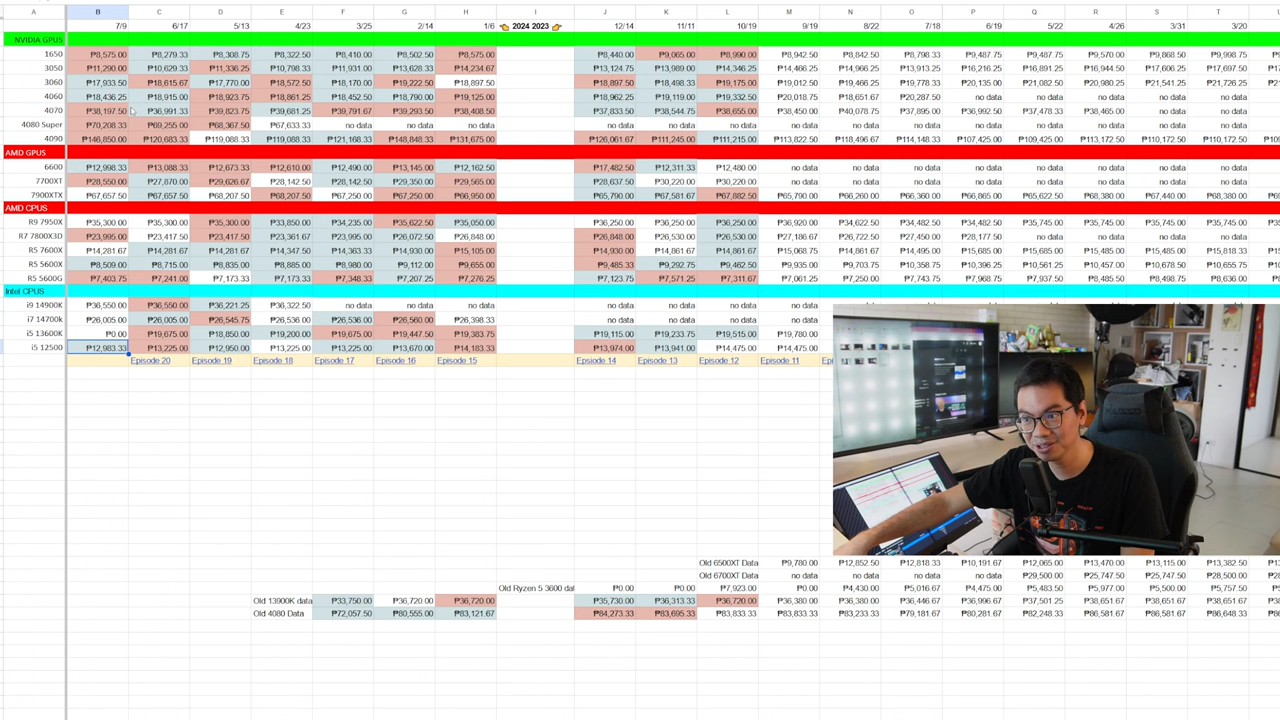 A B C D E F G H I J K L M N O P Q R S T U
7/9 6/17 5/13 4/23 3/25 2/14 1/6 👈 2024 2023 👉 12/14 11/11 10/19 9/19 8/22 7/18 6/19 5/22 4/26 3/31 3/20
NVIDIA GPUS
1650 ₱8,575.00 ₱8,279.33 ₱8,308.75 ₱8,322.50 ₱8,410.00 ₱8,502.50 ₱8,575.00 ₱8,440.00 ₱9,065.00 ₱8,990.00 ₱8,942.50 ₱8,842.50 ₱8,798.33 ₱9,487.75 ₱9,487.75 ₱9,570.00 ₱9,868.50 ₱9,998.75
3050 ₱11,290.00 ₱10,629.33 ₱11,336.25 ₱10,798.33 ₱11,931.00 ₱13,628.33 ₱14,234.67 ₱13,124.75 ₱13,989.00 ₱14,346.25 ₱14,466.25 ₱14,966.25 ₱15,013.75 ₱16,216.25 ₱16,891.25 ₱16,944.50 ₱17,606.25 ₱17,697.50
3060 ₱17,933.50 ₱18,615.67 ₱17,770.00 ₱18,572.50 ₱18,170.00 ₱19,222.50 ₱18,897.50 ₱18,897.50 ₱18,498.33 ₱19,175.00 ₱19,012.50 ₱19,466.25 ₱19,778.33 ₱20,135.00 ₱21,082.50 ₱20,980.25 ₱21,541.25 ₱21,726.25
4060 ₱18,436.25 ₱18,915.00 ₱18,923.75 ₱18,861.25 ₱18,452.50 ₱18,790.00 ₱19,125.00 ₱18,962.25 ₱19,119.00 ₱19,332.50 ₱20,018.75 ₱18,651.67 ₱20,287.50 no data no data no data no data no data
4070 ₱38,197.50 ₱36,991.33 ₱39,823.75 ₱39,681.25 ₱39,791.67 ₱39,293.50 ₱38,408.50 ₱37,833.50 ₱38,544.75 ₱38,655.00 ₱38,450.00 ₱40,078.75 ₱37,895.00 ₱36,992.50 ₱37,478.33 ₱36,002.00 no data no data
4080 Super ₱70,208.33 ₱69,255.00 ₱68,367.50 ₱67,633.33 no data no data no data no data no data no data no data no data no data no data no data no data no data no data
4090 ₱146,850.00 ₱120,683.33 ₱119,088.33 ₱119,088.33 ₱121,168.33 ₱148,848.33 ₱131,675.00 ₱126,061.67 ₱111,245.00 ₱111,215.00 ₱113,822.50 ₱118,496.67 ₱114,148.33 ₱107,425.00 ₱109,425.00 ₱113,172.50 ₱110,172.50 ₱110,172.50
AMD GPUS
6600 ₱12,998.33 ₱13,088.33 ₱12,673.33 ₱12,610.00 ₱12,490.00 ₱13,145.00 ₱12,162.50 ₱17,482.50 ₱12,311.33 ₱12,480.00 no data no data no data no data no data no data no data no data
7700XT ₱28,550.00 ₱27,870.00 ₱29,626.67 ₱28,142.50 ₱28,142.50 ₱29,350.00 ₱29,565.00 ₱28,637.50 ₱30,220.00 ₱30,220.00 no data no data no data no data no data no data no data no data
7900XTX ₱67,657.50 ₱67,757.50 ₱68,207.50 ₱68,207.50 ₱67,250.00 ₱67,250.00 ₱66,950.00 ₱65,790.00 ₱67,581.67 ₱67,882.50 ₱65,790.00 ₱66,260.00 ₱66,360.00 ₱66,865.00 ₱65,622.50 ₱68,380.00 ₱67,440.00 ₱68,380.00
AMD CPUS
R9 7950X ₱35,300.00 ₱35,300.00 ₱35,300.00 ₱33,850.00 ₱34,235.00 ₱35,622.50 ₱35,050.00 ₱36,250.00 ₱36,250.00 ₱36,250.00 ₱36,920.00 ₱34,622.50 ₱34,482.50 ₱34,482.50 ₱35,745.00 ₱35,745.00 ₱35,745.00 ₱35,745.00
R7 7800X3D ₱23,995.00 ₱23,417.50 ₱23,417.50 ₱23,361.67 ₱23,995.00 ₱26,072.50 ₱26,848.00 ₱26,848.00 ₱26,530.00 ₱26,530.00 ₱27,186.67 ₱26,722.50 ₱27,450.00 ₱28,177.50 no data no data no data no data
R5 7600X ₱14,281.67 ₱14,281.67 ₱14,281.67 ₱14,347.50 ₱14,363.33 ₱14,930.00 ₱15,105.00 ₱14,930.00 ₱14,861.67 ₱14,861.67 ₱15,068.75 ₱14,861.25 ₱14,495.00 ₱15,685.00 ₱15,485.00 ₱15,485.00 ₱15,485.00 ₱15,818.33
R5 5600X ₱8,509.00 ₱8,715.00 ₱8,835.00 ₱8,885.00 ₱8,980.00 ₱9,112.00 ₱9,655.00 ₱9,485.33 ₱9,292.75 ₱9,462.50 ₱9,935.00 ₱9,703.75 ₱10,358.75 ₱10,396.25 ₱10,561.25 ₱10,457.00 ₱10,678.50 ₱10,655.75
R5 5600G ₱7,403.75 ₱7,241.00 ₱7,173.33 ₱7,173.33 ₱7,348.33 ₱7,207.25 ₱7,276.25 ₱7,123.75 ₱7,571.25 ₱7,311.67 ₱7,061.25 ₱7,250.00 ₱7,743.75 ₱7,968.75 ₱7,937.50 ₱8,485.50 ₱8,508.75 ₱8,636.00
Intel CPUS
i9 14900K ₱36,550.00 ₱36,550.00 ₱36,221.25 ₱36,322.50 no data no data no data no data no data no data no data
i7 14700k ₱26,005.00 ₱26,005.00 ₱26,545.75 ₱26,536.00 ₱26,536.00 ₱26,560.00 ₱26,398.33 no data no data no data no data
i5 13600K ₱0.00 ₱19,675.00 ₱18,850.00 ₱19,200.00 ₱19,675.00 ₱19,447.50 ₱19,383.75 ₱19,115.00 ₱19,233.75 ₱19,515.00 ₱19,780.00
i5 12500 ₱12,983.33 ₱13,225.00 ₱12,950.00 ₱13,225.00 ₱13,225.00 ₱13,670.00 ₱14,183.33 ₱13,974.00 ₱13,941.00 ₱14,475.00 ₱14,475.00
Episode 20 Episode 19 Episode 18 Episode 17 Episode 16 Episode 15 Episode 14 Episode 13 Episode 12 Episode 11
Old 6500XT Data ₱9,780.00 ₱12,852.50 ₱12,818.33 ₱10,191.67 ₱12,065.00 ₱13,470.00 ₱13,115.00 ₱13,382.50
Old 6700XT Data no data no data no data no data ₱29,500.00 ₱25,747.50 ₱25,747.50 ₱28,500.00
Old Ryzen 5 3600 dat ₱0.00 ₱0.00 ₱7,923.00 ₱0.00 ₱4,430.00 ₱5,016.67 ₱4,475.00 ₱5,483.50 ₱5,977.00 ₱5,500.00 ₱5,757.50
Old 13900K data ₱33,750.00 ₱36,720.00 ₱36,720.00 ₱35,730.00 ₱36,313.33 ₱36,720.00 ₱36,380.00 ₱36,380.00 ₱36,446.67 ₱36,996.67 ₱37,501.25 ₱38,651.67 ₱38,651.67 ₱38,651.67
Old 4080 Data ₱72,057.50 ₱80,555.00 ₱83,121.67 ₱84,273.33 ₱83,695.33 ₱83,833.33 ₱83,833.33 ₱79,181.67 ₱70,281.67 ₱80,281.67 ₱82,248.33 ₱86,581.67 ₱86,581.67 ₱86,648.33